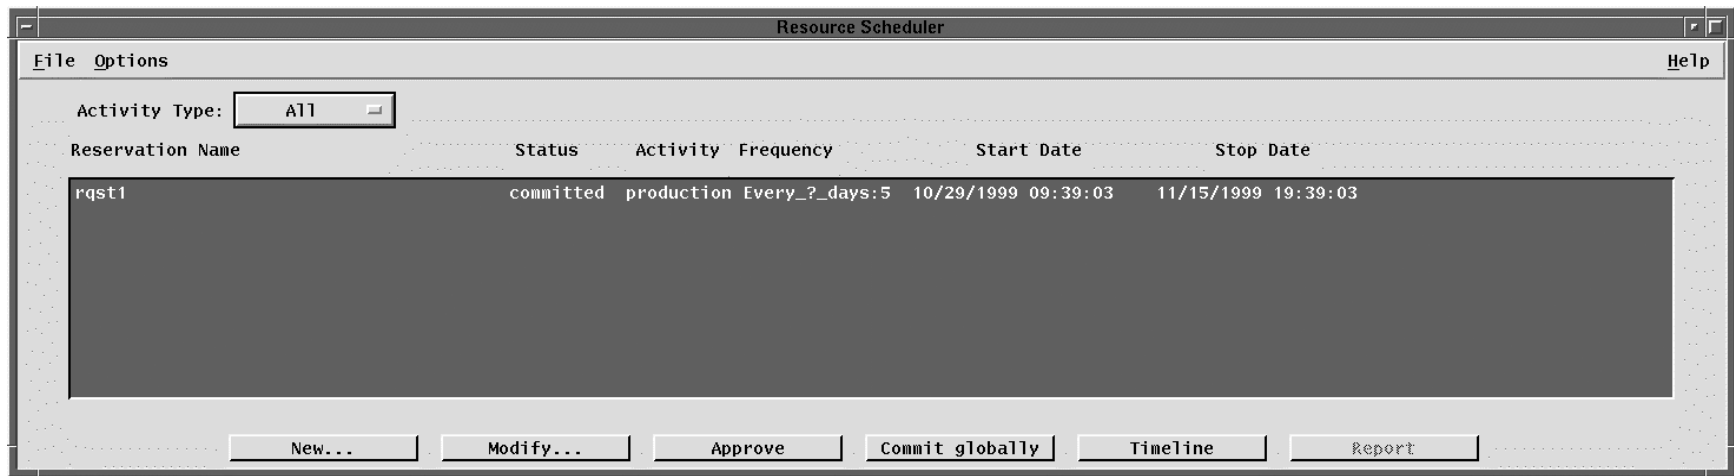 Resource Scheduler
File Options Help
Activity Type: All
Reservation Name Status Activity Frequency Start Date Stop Date
rqst1 committed production Every_?_days:5 10/29/1999 09:39:03 11/15/1999 19:39:03
New... Modify... Approve Commit globally Timeline Report